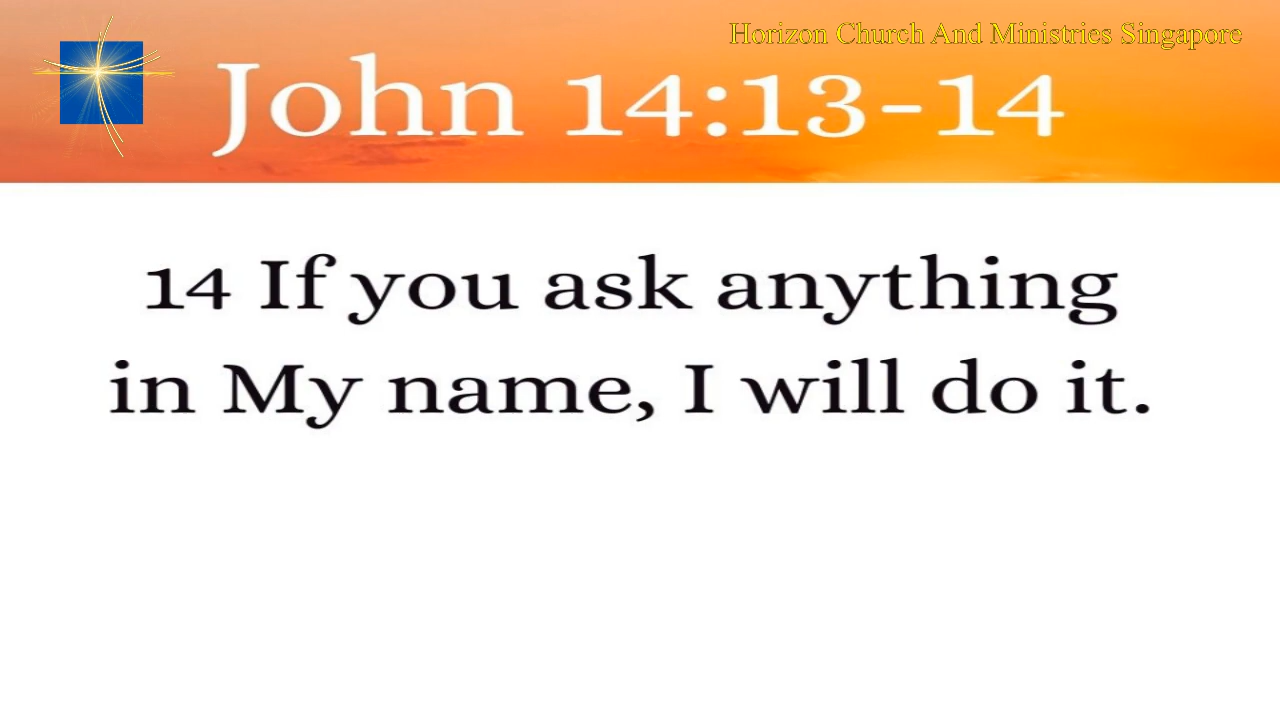 Horizon Church And Ministries Singapore
John 14:13-14
14 If you ask anything
in My name, I will do it.